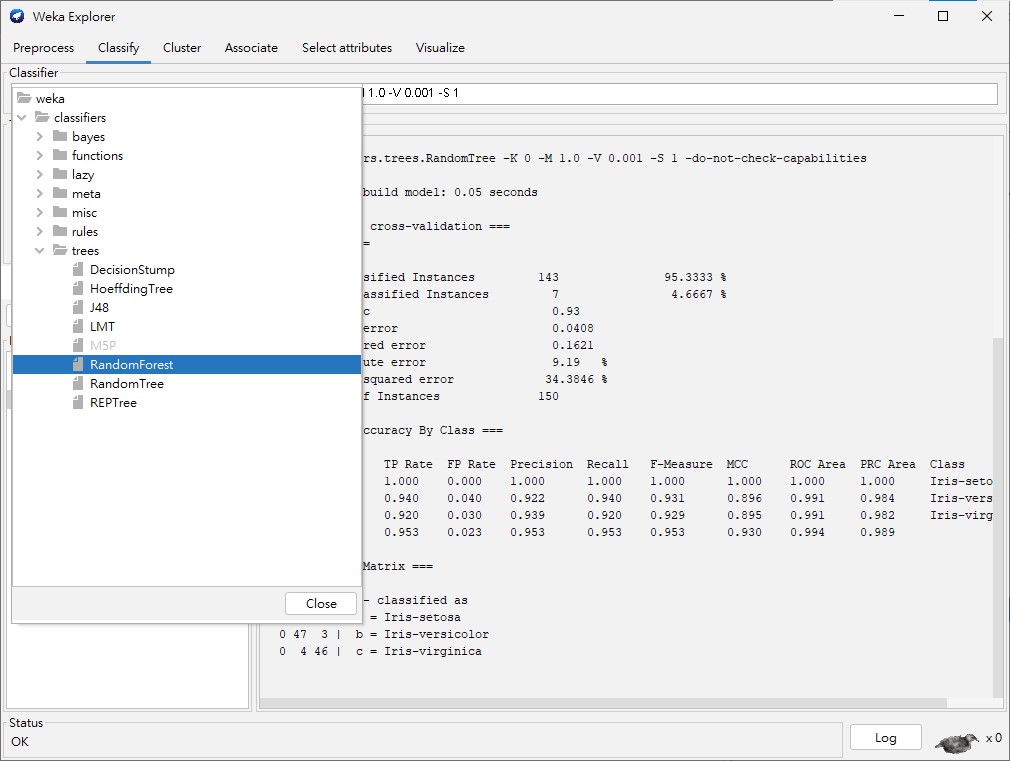 Weka Explorer
Preprocess Classify Cluster Associate Select attributes Visualize
Classifier
1.0 -V 0.001 -S 1
weka
classifiers
bayes
functions
lazy
meta
misc
rules
trees
DecisionStump
HoeffdingTree
J48
LMT
M5P
RandomForest
RandomTree
REPTree
Close
rs.trees.RandomTree -K 0 -M 1.0 -V 0.001 -S 1 -do-not-check-capabilities
build model: 0.05 seconds
cross-validation ===
=
sified Instances 143 95.3333 %
assified Instances 7 4.6667 %
c 0.93
error 0.0408
red error 0.1621
ute error 9.19 %
squared error 34.3846 %
f Instances 150
ccuracy By Class ===
TP Rate FP Rate Precision Recall F-Measure MCC ROC Area PRC Area Class
1.000 0.000 1.000 1.000 1.000 1.000 1.000 1.000 Iris-seto
0.940 0.040 0.922 0.940 0.931 0.896 0.991 0.984 Iris-vers
0.920 0.030 0.939 0.920 0.929 0.895 0.991 0.982 Iris-virg
0.953 0.023 0.953 0.953 0.953 0.930 0.994 0.989
Matrix ===
- classified as
= Iris-setosa
0 47 3 | b = Iris-versicolor
0 4 46 | c = Iris-virginica
Status
OK
Log
x 0